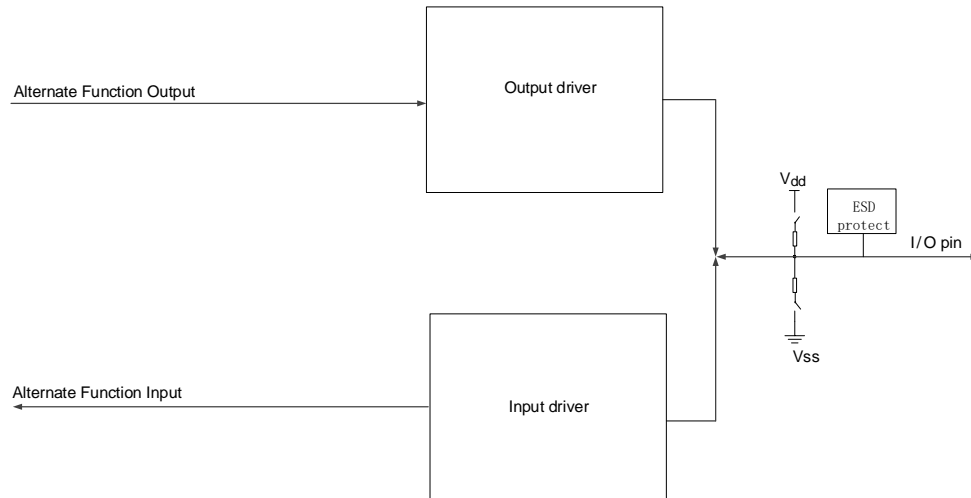 Alternate Function Output
Output driver
Vdd
ESD
protect
I/O pin
Vss
Alternate Function Input
Input driver